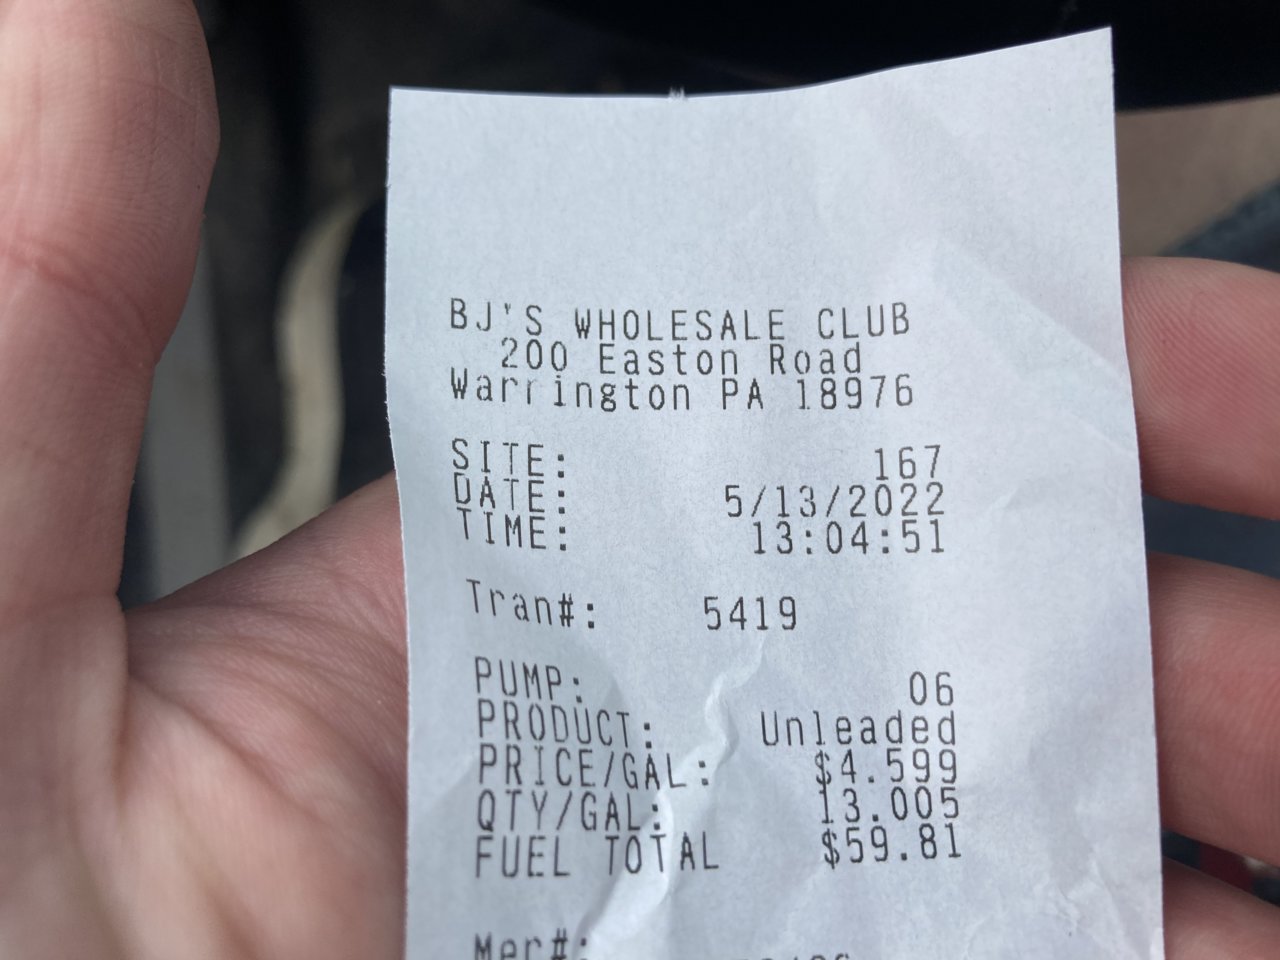 BJ'S WHOLESALE CLUB
200 Easton Road
Warrington PA 18976
SITE: 167
DATE: 5/13/2022
TIME: 13:04:51
Tran#: 5419
PUMP: 06
PRODUCT: Unleaded
PRICE/GAL: $4.599
QTY/GAL: 13.005
FUEL TOTAL $59.81
Mer#: